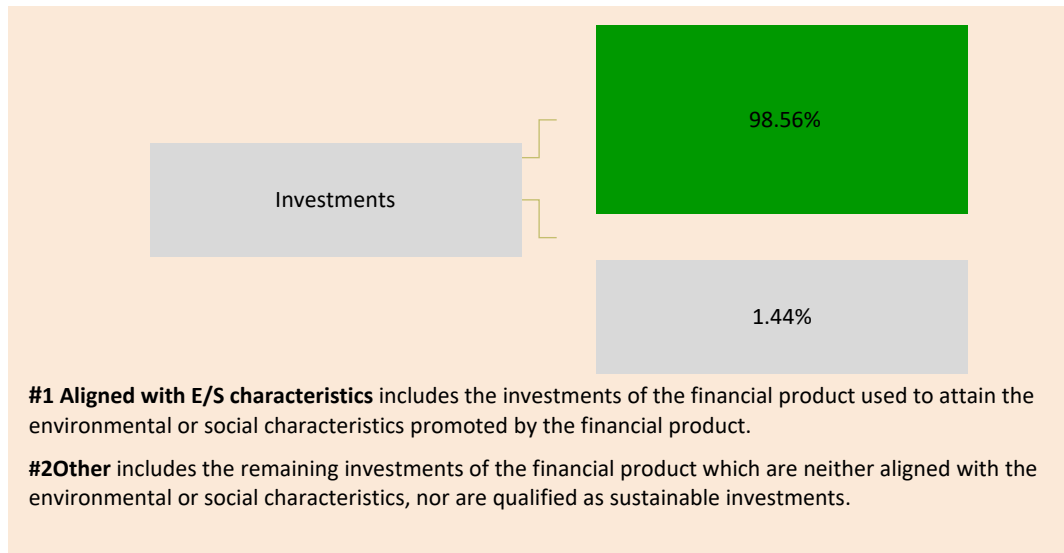 98.56%
Investments
1.44%
#1 Aligned with E/S characteristics includes the investments of the financial product used to attain the
environmental or social characteristics promoted by the financial product.
#2Other includes the remaining investments of the financial product which are neither aligned with the
environmental or social characteristics, nor are qualified as sustainable investments.